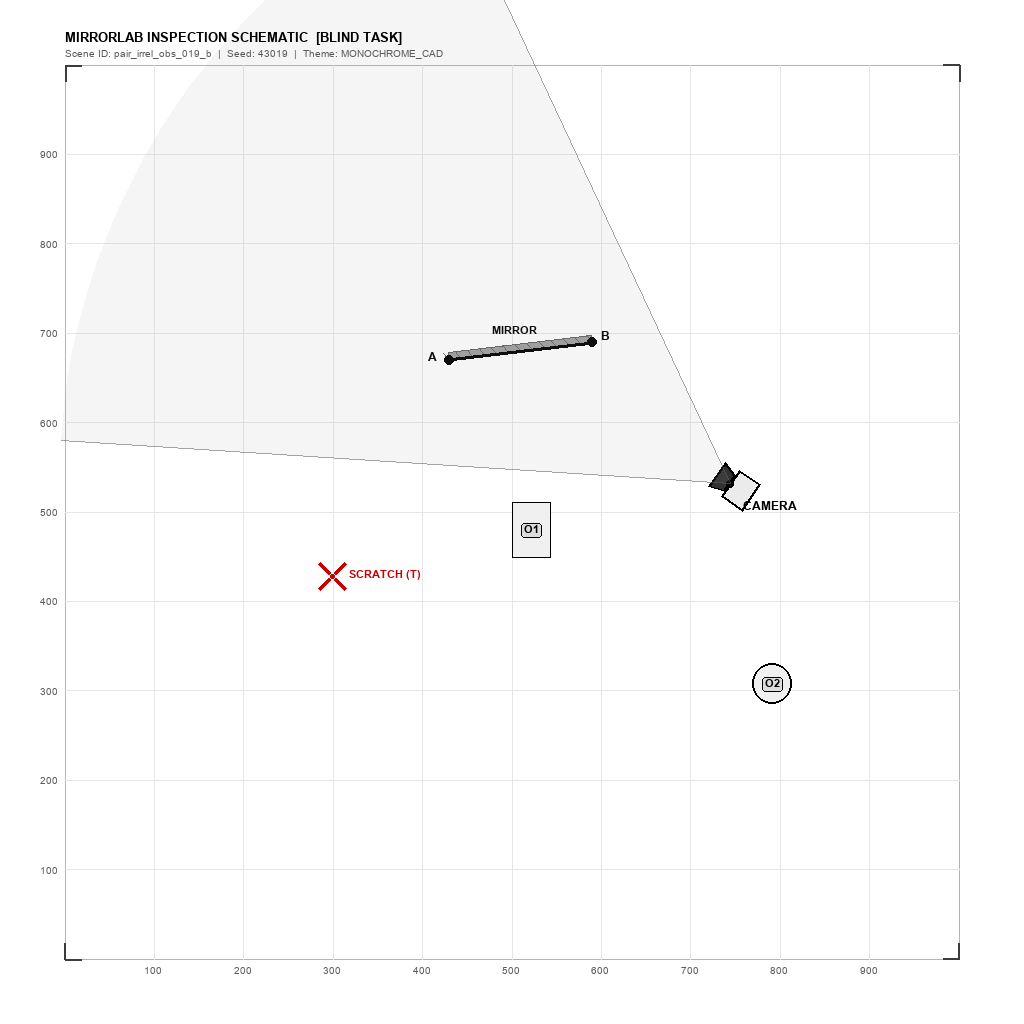 MIRRORLAB INSPECTION SCHEMATIC  [BLIND TASK]
Scene ID: pair_irrel_obs_019_b  |  Seed: 43019  |  Theme: MONOCHROME_CAD
900
800
700
MIRROR
B
A
600
500
CAMERA
O1
SCRATCH (T)
400
300
O2
200
100
100 200 300 400 500 600 700 800 900